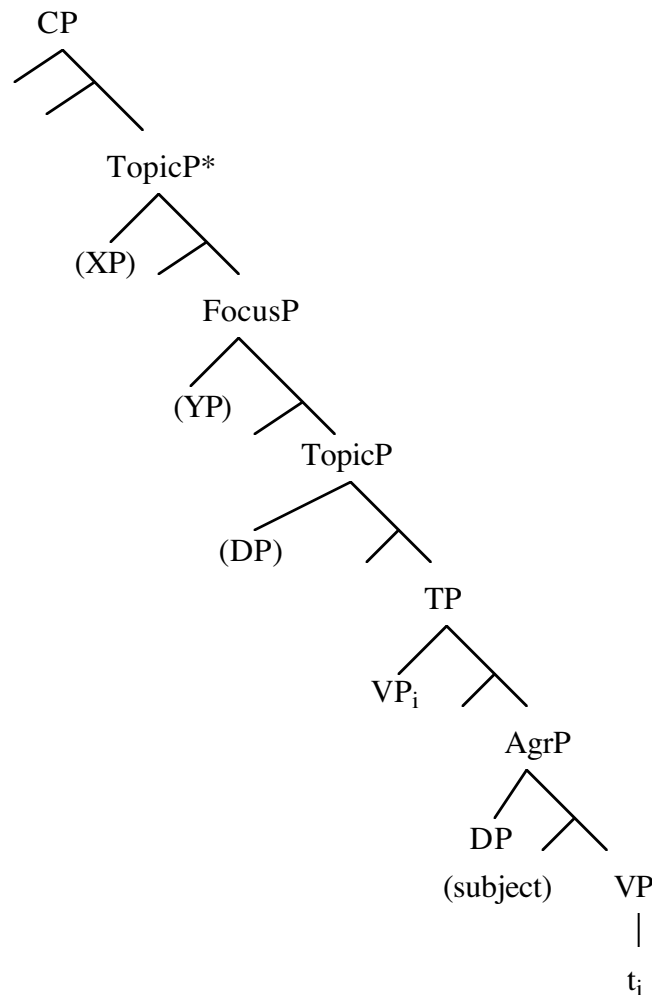 CP
TopicP*
(XP)
FocusP
(YP)
TopicP
(DP)
TP
VPi
AgrP
DP
(subject) VP
ti